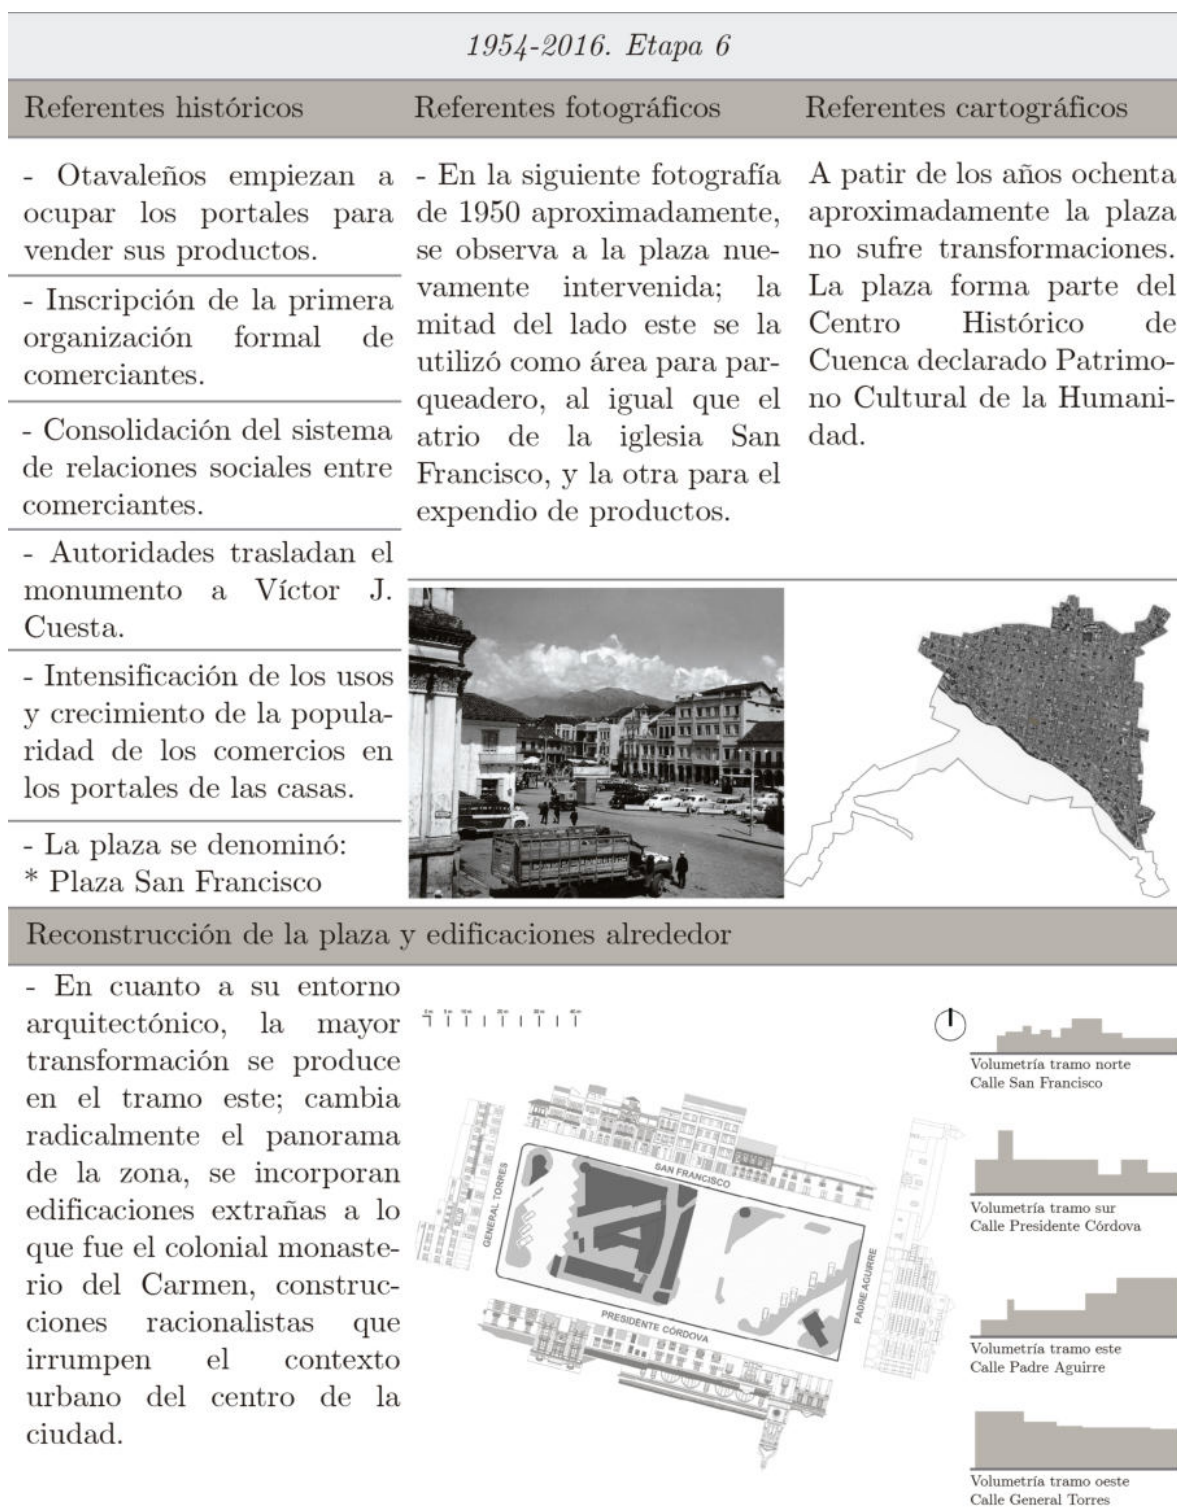 1954-2016. Etapa 6
Referentes históricos
Referentes fotográficos
Referentes cartográficos
- Otavaleños empiezan a
ocupar los portales para
vender sus productos.
- Inscripción de la primera
organización formal de
comerciantes.
- Consolidación del sistema
de relaciones sociales entre
comerciantes.
- Autoridades trasladan el
monumento a Víctor J.
Cuesta.
- Intensificación de los usos
y crecimiento de la popula-
ridad de los comercios en
los portales de las casas.
- La plaza se denominó:
* Plaza San Francisco
- En la siguiente fotografía
de 1950 aproximadamente,
se observa a la plaza nue-
vamente intervenida; la
mitad del lado este se la
utilizó como área para par-
queadero, al igual que el
atrio de la iglesia San
Francisco, y la otra para el
expendio de productos.
A patir de los años ochenta
aproximadamente la plaza
no sufre transformaciones.
La plaza forma parte del
Centro Histórico de
Cuenca declarado Patrimo-
no Cultural de la Humani-
dad.
Reconstrucción de la plaza y edificaciones alrededor
- En cuanto a su entorno
arquitectónico, la mayor
transformación se produce
en el tramo este; cambia
radicalmente el panorama
de la zona, se incorporan
edificaciones extrañas a lo
que fue el colonial monaste-
rio del Carmen, construc-
ciones racionalistas que
irrumpen el contexto
urbano del centro de la
ciudad.
0 m 5 m 10 m 20 m 30 m 40 m
SAN FRANCISCO
GENERAL TORRES
PADRE AGUIRRE
PRESIDENTE CÓRDOVA
Volumetría tramo norte
Calle San Francisco
Volumetría tramo sur
Calle Presidente Córdova
Volumetría tramo este
Calle Padre Aguirre
Volumetría tramo oeste
Calle General Torres